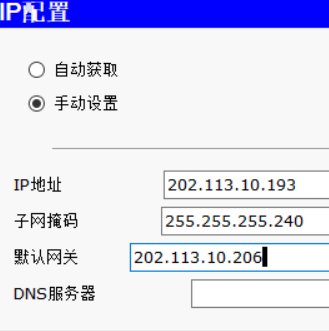 IP配置
自动获取
手动设置
IP地址 202.113.10.193
子网掩码 255.255.255.240
默认网关 202.113.10.206
DNS服务器